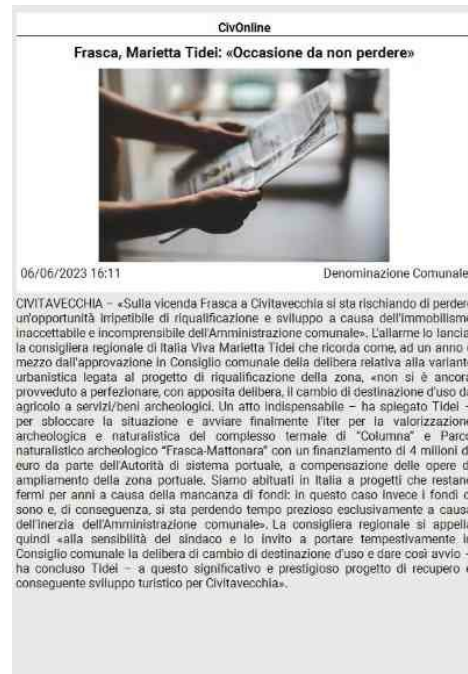 CivOnline
Frasca, Marietta Tidei: «Occasione da non perdere»
06/06/2023 16:11 Denominazione Comunale
CIVITAVECCHIA – «Sulla vicenda Frasca a Civitavecchia si sta rischiando di perdere
un'opportunità irripetibile di riqualificazione e sviluppo a causa dell'immobilismo
inaccettabile e incomprensibile dell'Amministrazione comunale». L'allarme lo lancia
la consigliera regionale di Italia Viva Marietta Tidei che ricorda come, ad un anno e
mezzo dall'approvazione in Consiglio comunale della delibera relativa alla variante
urbanistica legata al progetto di riqualificazione della zona, «non si è ancora
provveduto a perfezionare, con apposita delibera, il cambio di destinazione d'uso da
agricolo a servizi/beni archeologici. Un atto indispensabile – ha spiegato Tidei –
per sbloccare la situazione e avviare finalmente l'iter per la valorizzazione
archeologica e naturalistica del complesso termale di "Columna" e Parco
naturalistico archeologico "Frasca-Mattonara" con un finanziamento di 4 milioni di
euro da parte dell'Autorità di sistema portuale, a compensazione delle opere di
ampliamento della zona portuale. Siamo abituati in Italia a progetti che restano
fermi per anni a causa della mancanza di fondi: in questo caso invece i fondi ci
sono e, di conseguenza, si sta perdendo tempo prezioso esclusivamente a causa
dell'inerzia dell'Amministrazione comunale». La consigliera regionale si appella
quindi «alla sensibilità del sindaco e lo invito a portare tempestivamente in
Consiglio comunale la delibera di cambio di destinazione d'uso e dare così avvio –
ha concluso Tidei – a questo significativo e prestigioso progetto di recupero e
conseguente sviluppo turistico per Civitavecchia».